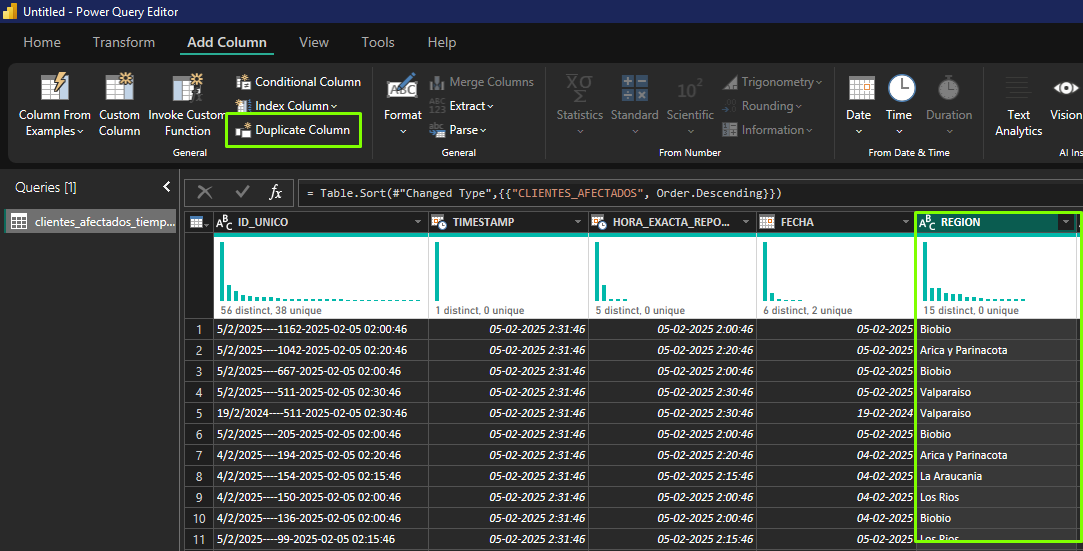 Untitled - Power Query Editor
Home Transform Add Column View Tools Help
Column From Examples
Custom Column
Invoke Custom Function
Conditional Column
Index Column
Duplicate Column
General
Format
ABC
Merge Columns
ABC 123 Extract
abc Parse
General
Statistics
Standard
10² Scientific
Trigonometry
Rounding
Information
From Number
Date
Time
Duration
From Date & Time
Text Analytics
Vision
AI Ins
Queries [1]
fx = Table.Sort(#"Changed Type",{{"CLIENTES_AFECTADOS", Order.Descending}})
clientes_afectados_tiemp...
ABC ID_UNICO TIMESTAMP HORA_EXACTA_REPO... FECHA ABC REGION
56 distinct, 38 unique 1 distinct, 0 unique 5 distinct, 0 unique 6 distinct, 2 unique 15 distinct, 0 unique
1 5/2/2025----1162-2025-02-05 02:00:46 05-02-2025 2:31:46 05-02-2025 2:00:46 05-02-2025 Biobio
2 5/2/2025----1042-2025-02-05 02:20:46 05-02-2025 2:31:46 05-02-2025 2:20:46 05-02-2025 Arica y Parinacota
3 5/2/2025----667-2025-02-05 02:00:46 05-02-2025 2:31:46 05-02-2025 2:00:46 05-02-2025 Biobio
4 5/2/2025----511-2025-02-05 02:30:46 05-02-2025 2:31:46 05-02-2025 2:30:46 05-02-2025 Valparaiso
5 19/2/2024----511-2025-02-05 02:30:46 05-02-2025 2:31:46 05-02-2025 2:30:46 19-02-2024 Valparaiso
6 5/2/2025----205-2025-02-05 02:00:46 05-02-2025 2:31:46 05-02-2025 2:00:46 05-02-2025 Biobio
7 4/2/2025----194-2025-02-05 02:20:46 05-02-2025 2:31:46 05-02-2025 2:20:46 04-02-2025 Arica y Parinacota
8 4/2/2025----154-2025-02-05 02:15:46 05-02-2025 2:31:46 05-02-2025 2:15:46 04-02-2025 La Araucania
9 4/2/2025----150-2025-02-05 02:00:46 05-02-2025 2:31:46 05-02-2025 2:00:46 04-02-2025 Los Rios
10 4/2/2025----136-2025-02-05 02:00:46 05-02-2025 2:31:46 05-02-2025 2:00:46 04-02-2025 Biobio
11 5/2/2025----99-2025-02-05 02:15:46 05-02-2025 2:31:46 05-02-2025 2:15:46 05-02-2025 Los Rios